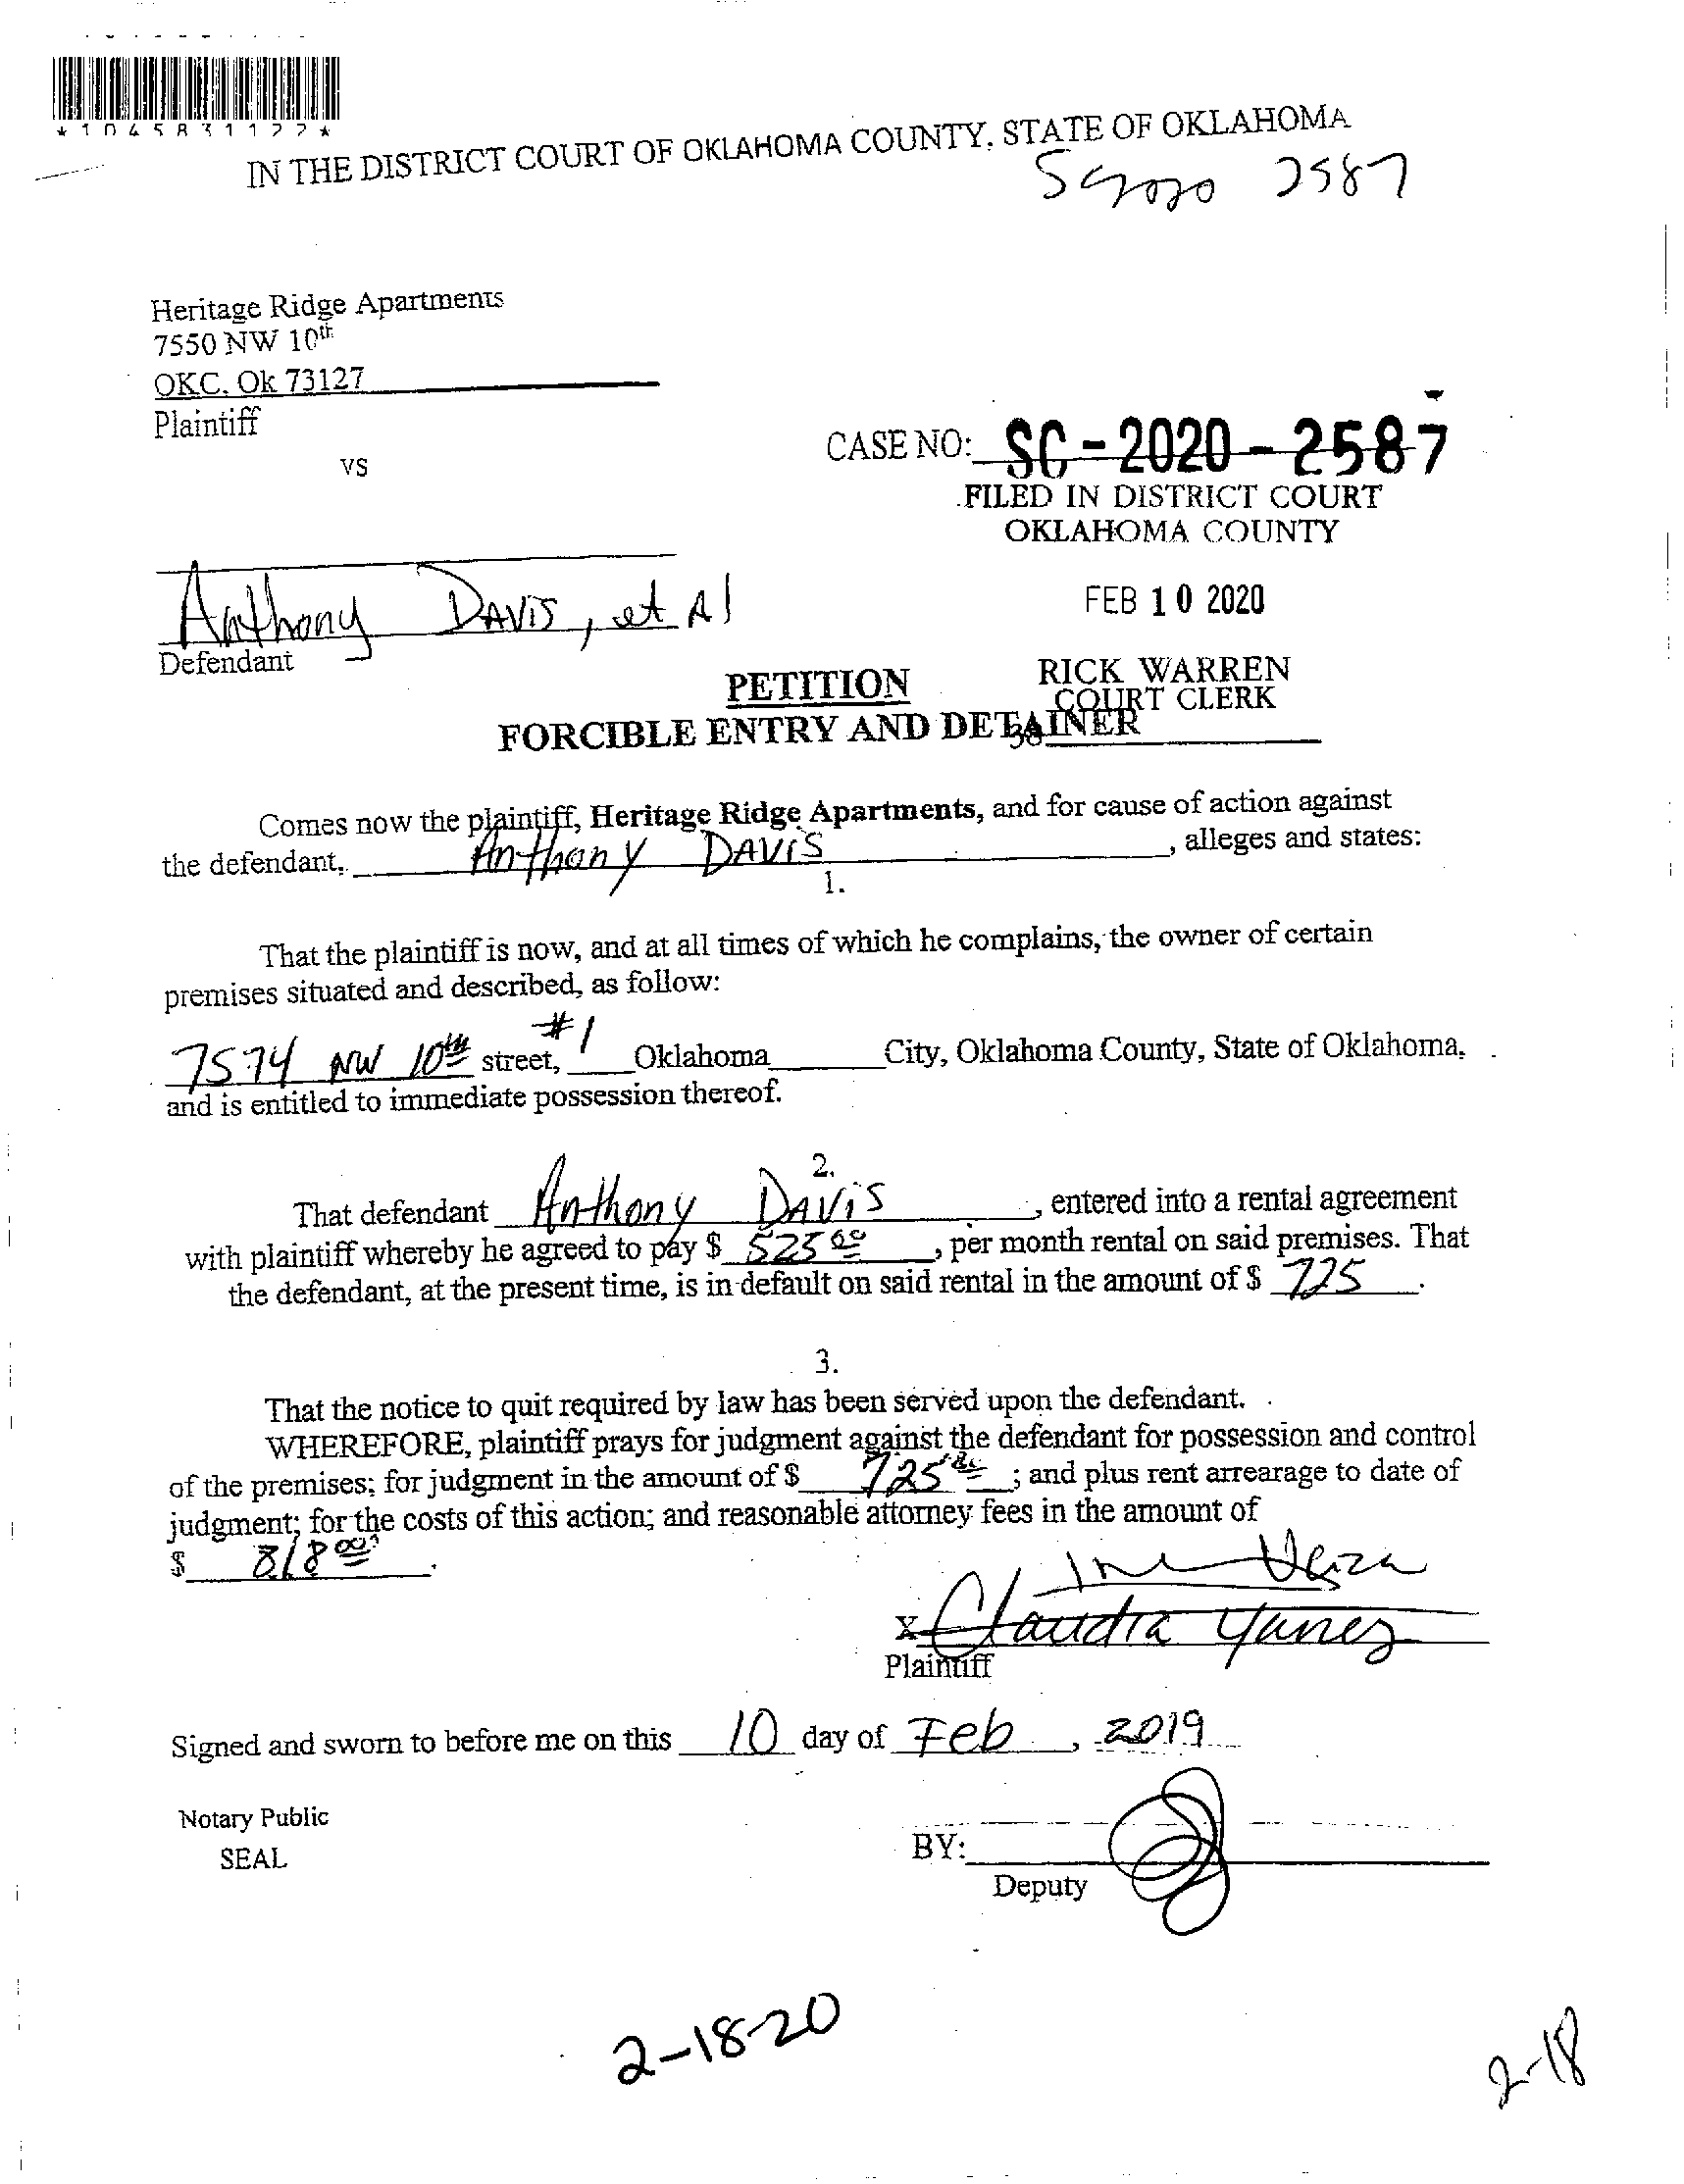 *1045831122*
IN THE DISTRICT COURT OF OKLAHOMA COUNTY, STATE OF OKLAHOMA
2587
Heritage Ridge Apartments
7550 NW 10th
OKC, Ok 73127
Plaintiff
VS
CASE NO: SC-2020-2587
FILED IN DISTRICT COURT
OKLAHOMA COUNTY
FEB 10 2020
Anthony DAVIS, et Al
Defendant
RICK WARREN
COURT CLERK
PETITION
FORCIBLE ENTRY AND DETAINER
Comes now the plaintiff, Heritage Ridge Apartments, and for cause of action against
the defendant, Anthony DAVIS, alleges and states:
1.
That the plaintiff is now, and at all times of which he complains, the owner of certain
premises situated and described, as follow:
7574 NW 10th street, #1 Oklahoma City, Oklahoma County, State of Oklahoma,
and is entitled to immediate possession thereof.
2.
That defendant Anthony DAVIS, entered into a rental agreement
with plaintiff whereby he agreed to pay $ 525 00, per month rental on said premises. That
the defendant, at the present time, is in default on said rental in the amount of $ 725.
3.
That the notice to quit required by law has been served upon the defendant.
WHEREFORE, plaintiff prays for judgment against the defendant for possession and control
of the premises; for judgment in the amount of $ 725 00; and plus rent arrearage to date of
judgment; for the costs of this action; and reasonable attorney fees in the amount of
$ 818 00.
x Claudia Yanez
Plaintiff
Signed and sworn to before me on this 10 day of Feb, 2019
Notary Public
SEAL
BY:
Deputy
2-18-20
2-18